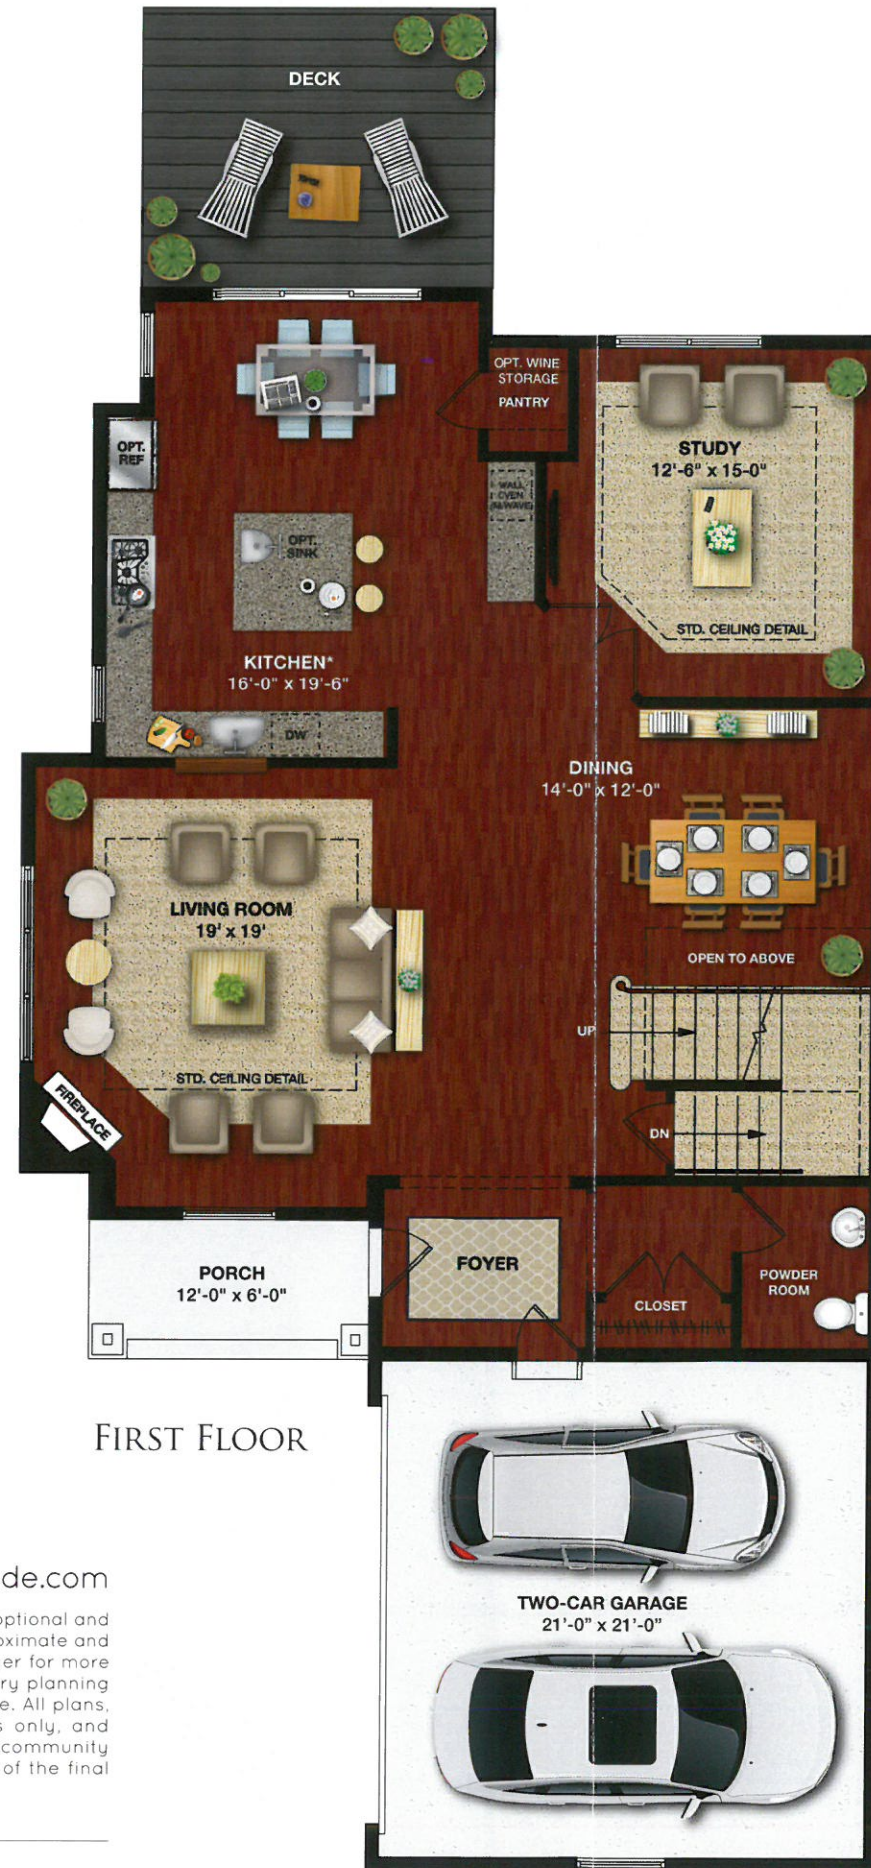 DECK
OPT. WINE
STORAGE
PANTRY
OPT.
REF
STUDY
12'-6" x 15-0"
WALL
OVEN
OPT.
SINK
STD. CEILING DETAIL
KITCHEN*
16'-0" x 19'-6"
DW
DINING
14'-0" x 12'-0"
LIVING ROOM
19' x 19'
OPEN TO ABOVE
UP
STD. CEILING DETAIL
FIREPLACE
DN
FOYER
PORCH
12'-0" x 6'-0"
POWDER
ROOM
CLOSET
FIRST FLOOR
TWO-CAR GARAGE
21'-0" x 21'-0"
de.com
optional and
oximate and
er for more
ry planning
e. All plans,
s only, and
community
of the final